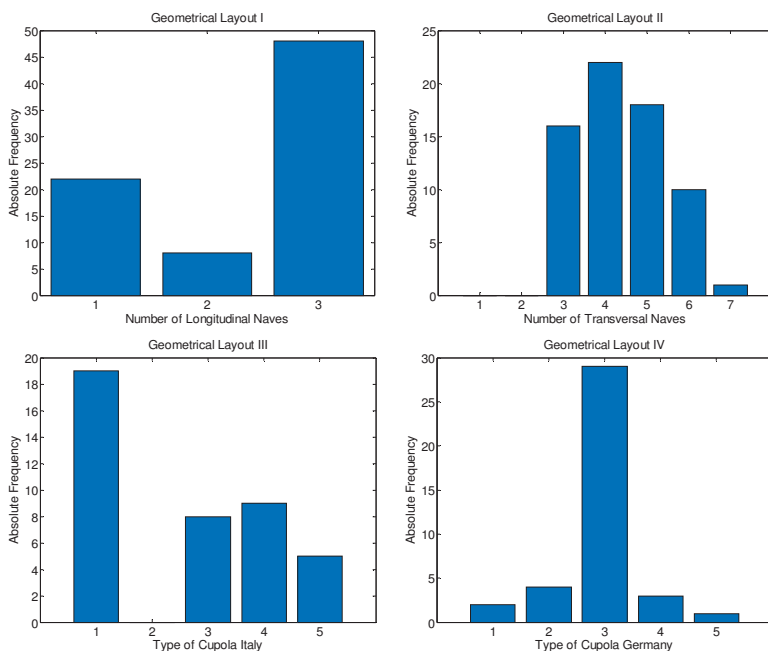 Geometrical Layout I
50
45
40
35
30
25
20
15
10
5
0
Absolute Frequency
1 2 3
Number of Longitudinal Naves
Geometrical Layout II
25
20
15
10
5
0
Absolute Frequency
1 2 3 4 5 6 7
Number of Transversal Naves
Geometrical Layout III
20
18
16
14
12
10
8
6
4
2
0
Absolute Frequency
1 2 3 4 5
Type of Cupola Italy
Geometrical Layout IV
30
25
20
15
10
5
0
Absolute Frequency
1 2 3 4 5
Type of Cupola Germany